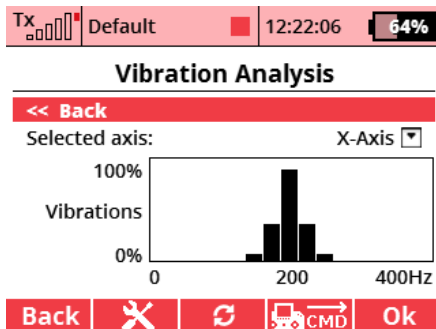 Tx Default 12:22:06 64%
Vibration Analysis
<< Back
Selected axis: X-Axis
100%
Vibrations
0%
0 200 400Hz
Back CMD Ok